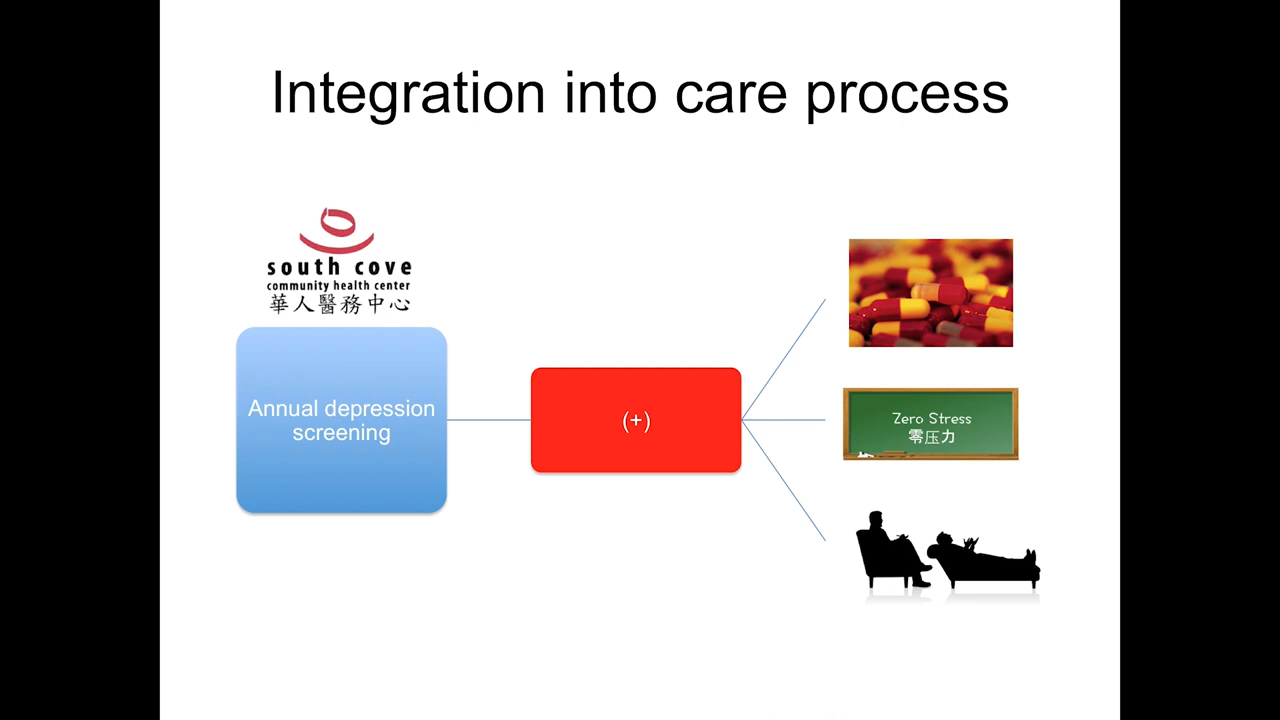 Integration into care process
south cove
community health center
華人醫務中心
Annual depression
screening
(+)
Zero Stress
零压力